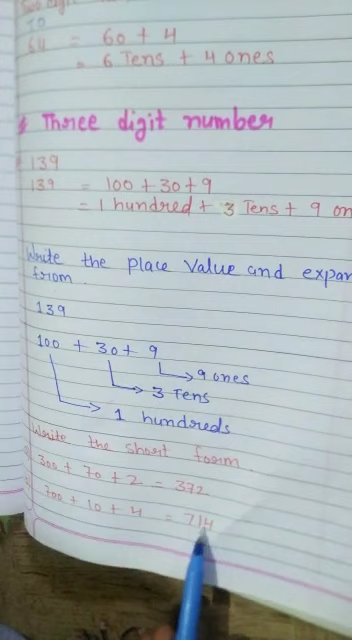 64 = 60 + 4
= 6 Tens + 4 ones
Three digit number
139
139 = 100 + 30 + 9
= 1 hundred + 3 Tens + 9 on
Write the place value and expan
from
139
100 + 30 + 9
9 ones
3 Tens
1 hundreds
Write the short form
300 + 70 + 2 = 372
700 + 10 + 4 = 714